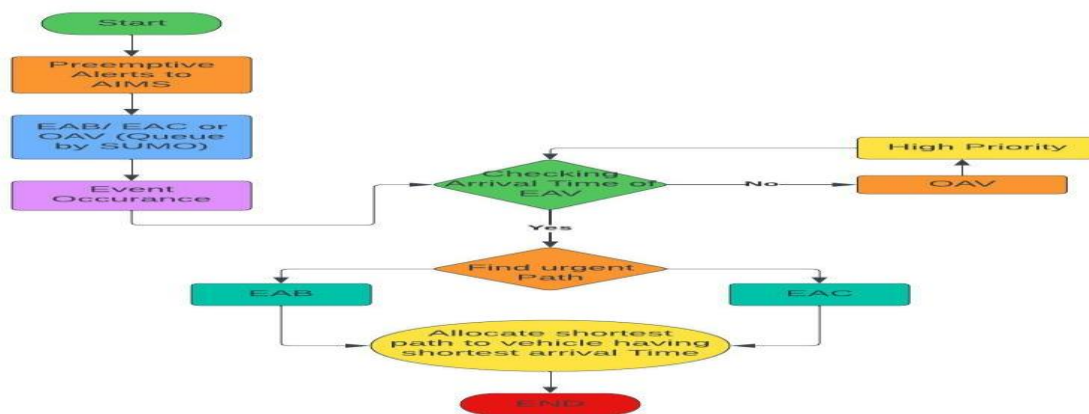 Start
Preemptive
Alerts to
AIMS
EAB/ EAC or
OAV (Queue
by SUMO)
Event
Occurance
Checking
Arrival Time of
EAV
No
High Priority
OAV
Yes
Find urgent
Path
EAB
EAC
Allocate shortest
path to vehicle having
shortest arrival Time
END